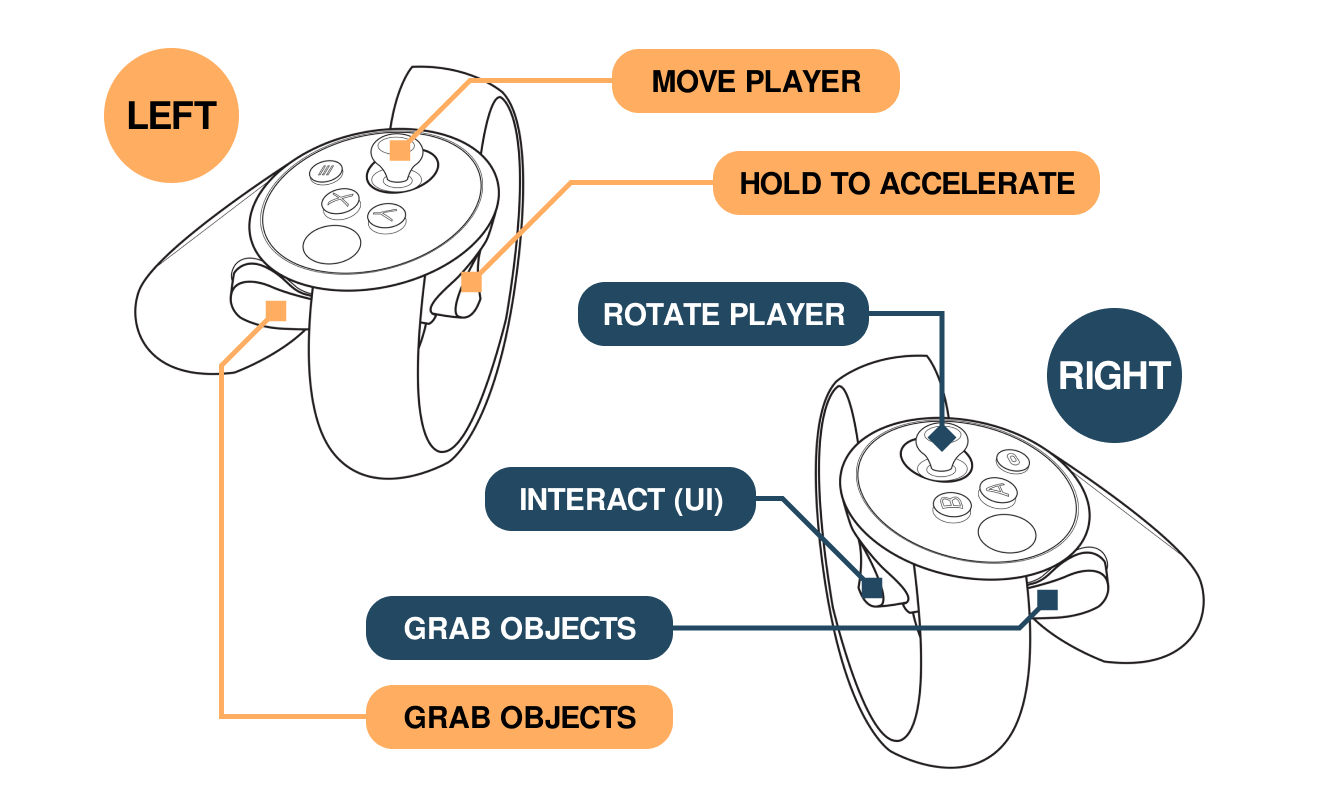 LEFT
MOVE PLAYER
HOLD TO ACCELERATE
X
Y
ROTATE PLAYER
RIGHT
INTERACT (UI)
A
B
GRAB OBJECTS
GRAB OBJECTS